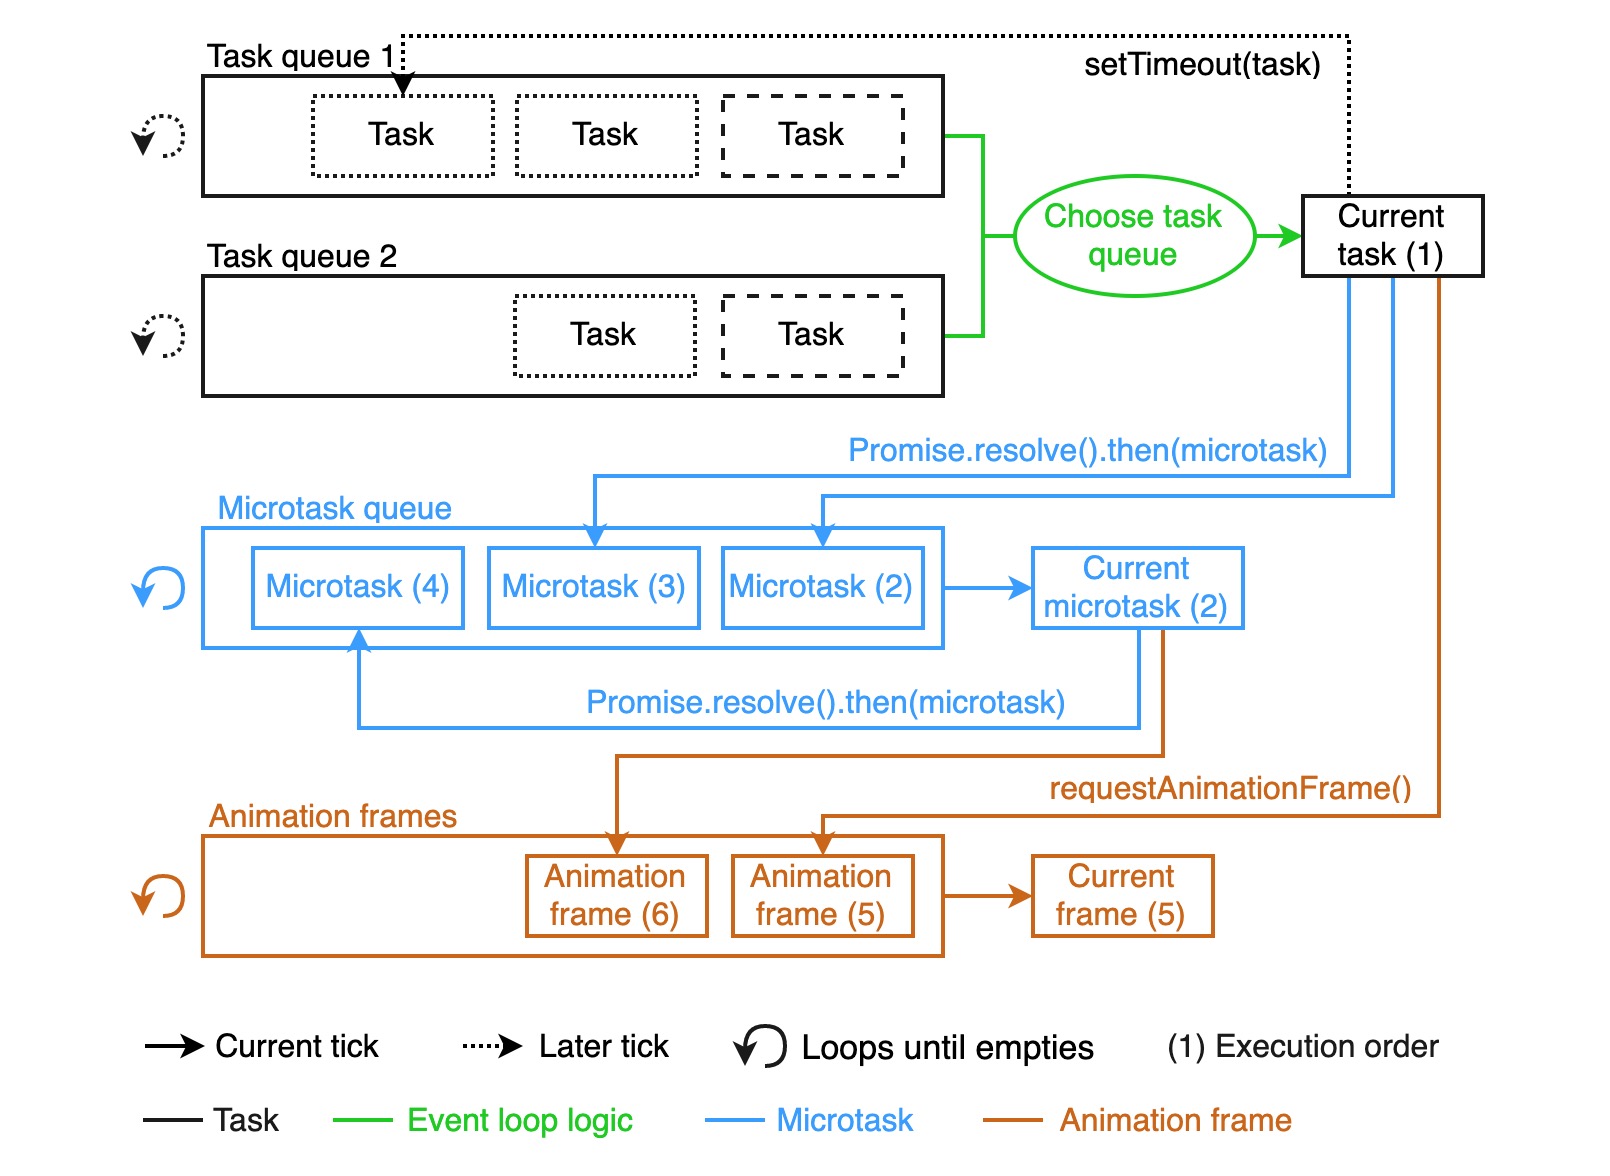 Task queue 1
setTimeout(task)
Task
Task
Task
Choose task
queue
Current
task (1)
Task queue 2
Task
Task
Promise.resolve().then(microtask)
Microtask queue
Microtask (4)
Microtask (3)
Microtask (2)
Current
microtask (2)
Promise.resolve().then(microtask)
requestAnimationFrame()
Animation frames
Animation
frame (6)
Animation
frame (5)
Current
frame (5)
Current tick
Later tick
Loops until empties
(1) Execution order
Task
Event loop logic
Microtask
Animation frame